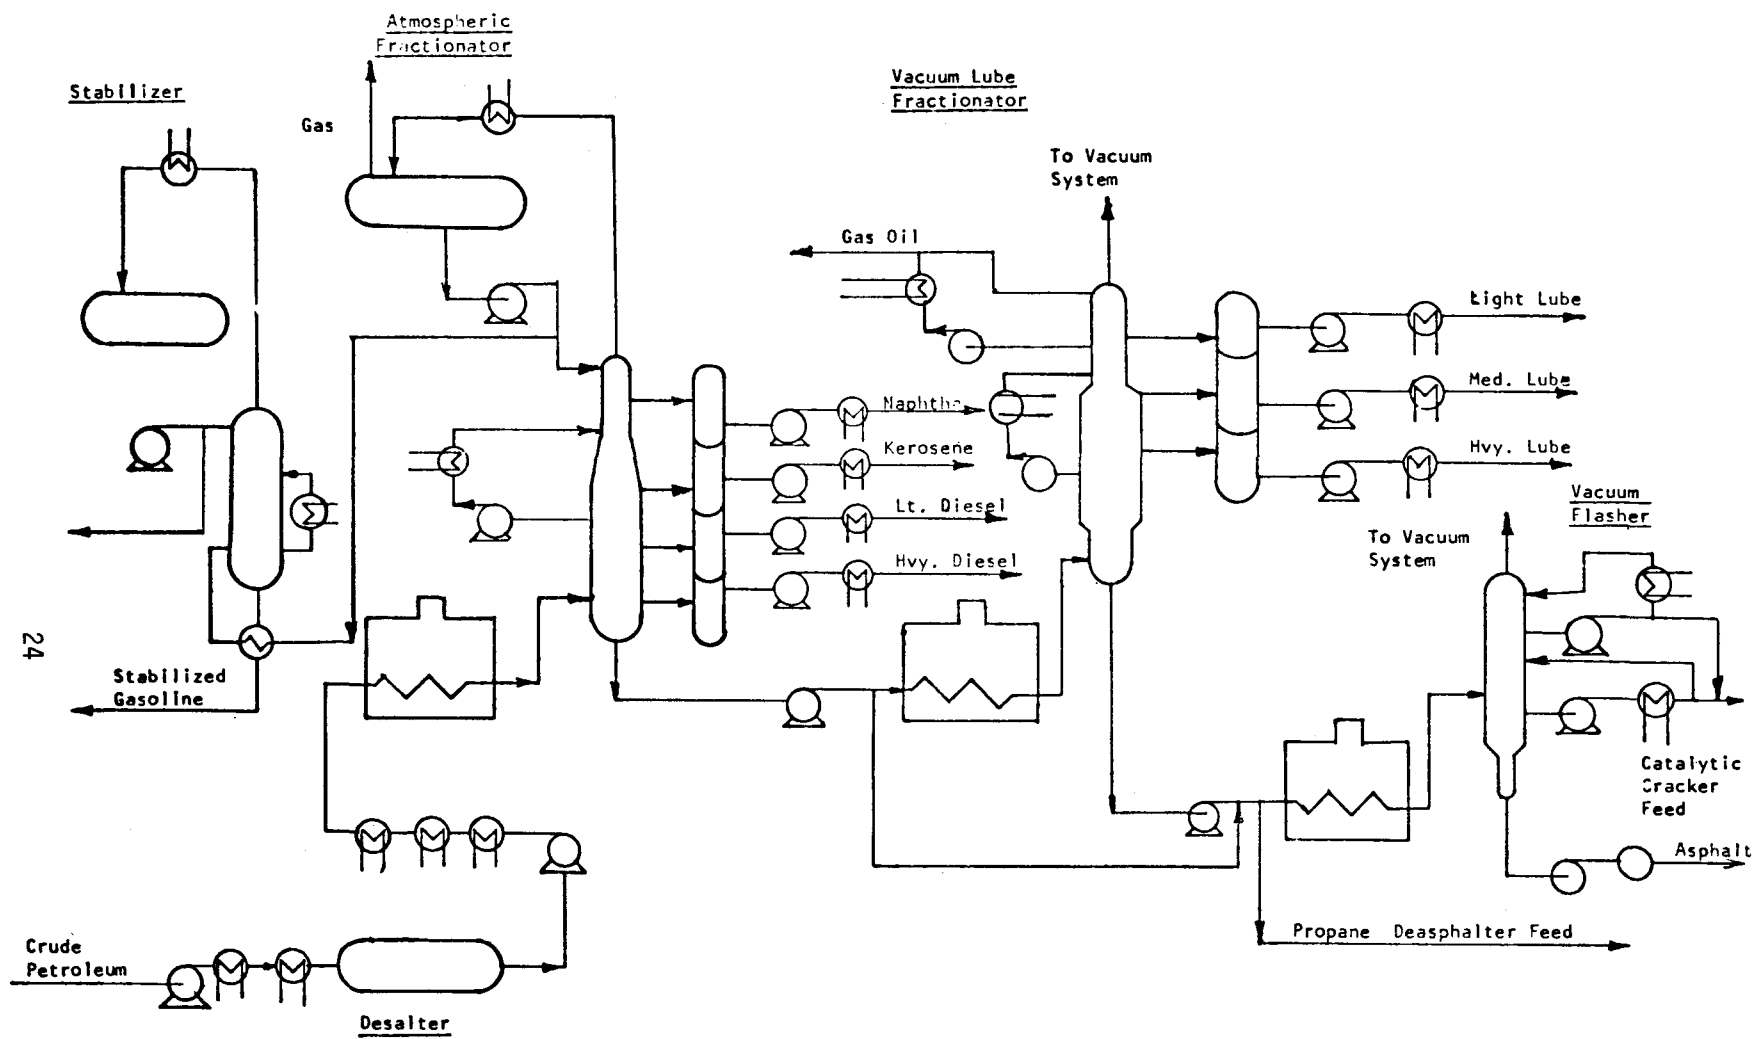 Atmospheric
Fractionator
Stabilizer
Gas
Vacuum Lube
Fractionator
To Vacuum
System
Gas Oil
Light Lube
Med. Lube
Hvy. Lube
Naphtha
Kerosene
Lt. Diesel
Hvy. Diesel
Vacuum
Flasher
To Vacuum
System
24
Stabilized
Gasoline
Catalytic
Cracker
Feed
Asphalt
Propane Deasphalter Feed
Crude
Petroleum
Desalter